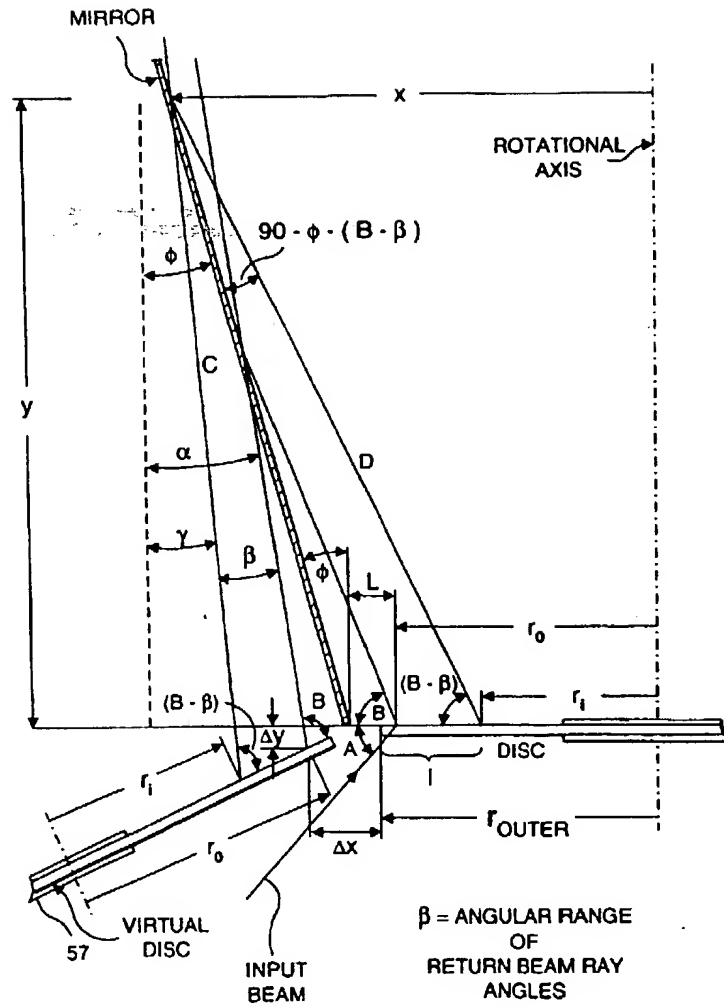 MIRROR
x
ROTATIONAL
AXIS
90 - ϕ - (B - β)
ϕ
C
y
D
α
γ
β
ϕ
L
r₀
(B - β)
rᵢ
(B - β)
B
B
Δy
A
DISC
l
rᵢ
r_OUTER
Δx
r₀
57
VIRTUAL
DISC
INPUT
BEAM
β = ANGULAR RANGE
OF
RETURN BEAM RAY
ANGLES